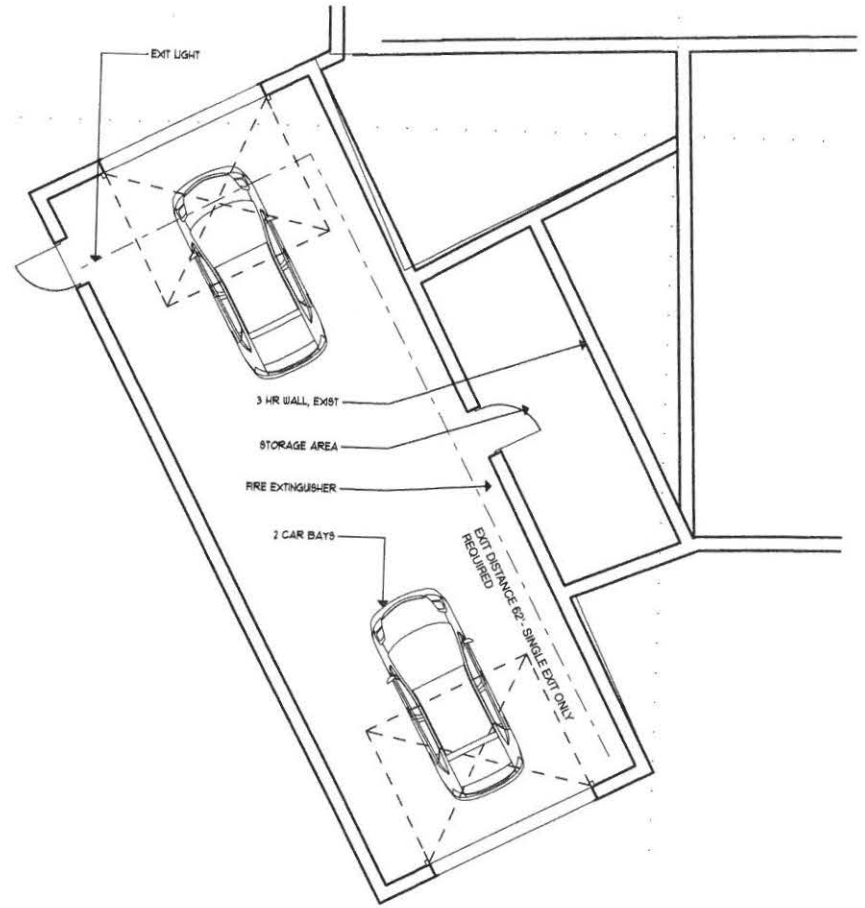 EXIT LIGHT
3 HR WALL, EXIST
STORAGE AREA
FIRE EXTINGUISHER
2 CAR BAYS
EXIT DISTANCE 62'- SINGLE EXIT ONLY
REQUIRED